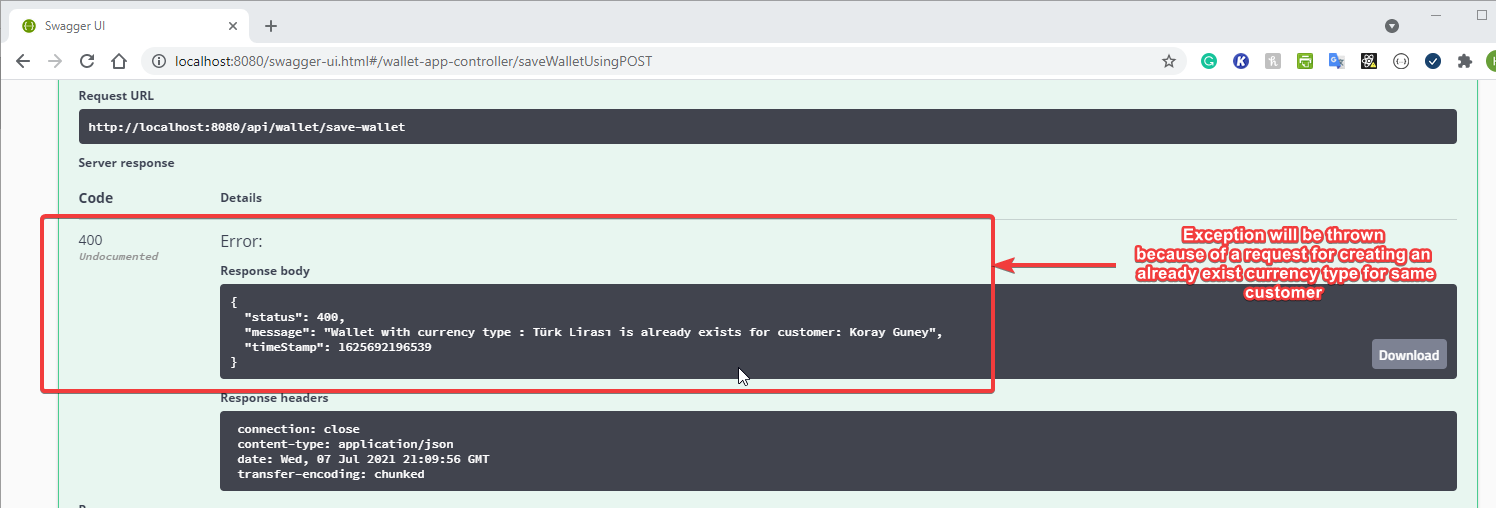 Swagger UI
localhost:8080/swagger-ui.html#/wallet-app-controller/saveWalletUsingPOST
Request URL
http://localhost:8080/api/wallet/save-wallet
Server response
Code Details
400 Error:
Undocumented
Response body
{
"status": 400,
"message": "Wallet with currency type : Türk Lirası is already exists for customer: Koray Guney",
"timeStamp": 1625692196539
}
Download
Exception will be thrown
because of a request for creating an
already exist currency type for same
customer
Response headers
connection: close
content-type: application/json
date: Wed, 07 Jul 2021 21:09:56 GMT
transfer-encoding: chunked